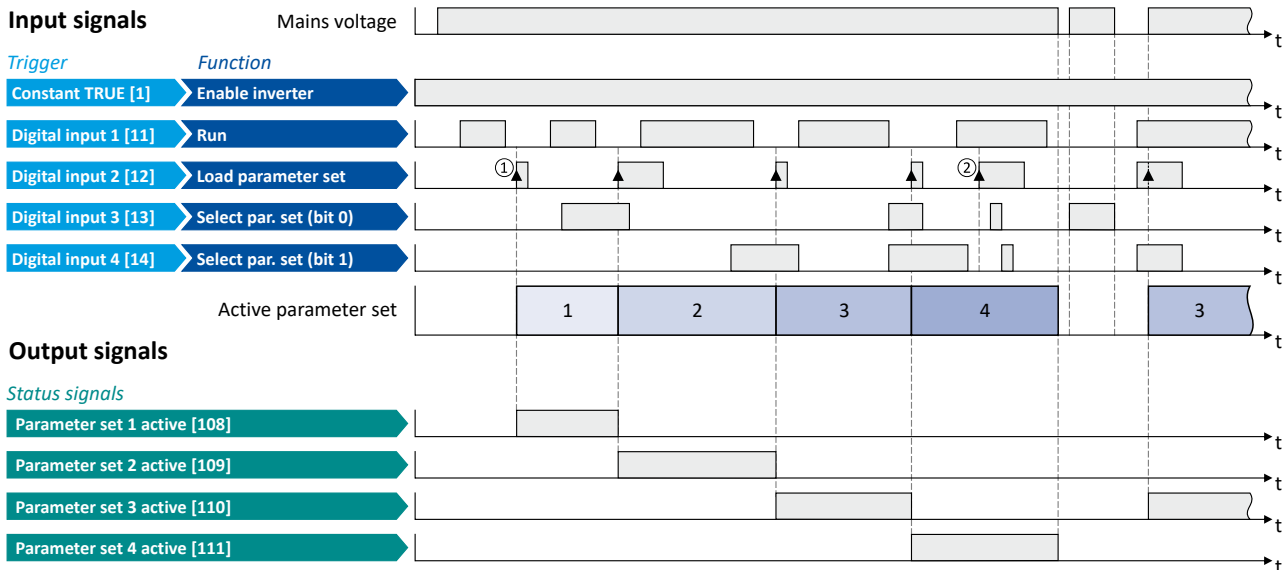 Input signals
Mains voltage
t
Trigger
Function
Constant TRUE [1]
Enable inverter
t
Digital input 1 [11]
Run
t
Digital input 2 [12]
Load parameter set
①
②
t
Digital input 3 [13]
Select par. set (bit 0)
t
Digital input 4 [14]
Select par. set (bit 1)
t
Active parameter set
1
2
3
4
3
t
Output signals
Status signals
Parameter set 1 active [108]
t
Parameter set 2 active [109]
t
Parameter set 3 active [110]
t
Parameter set 4 active [111]
t